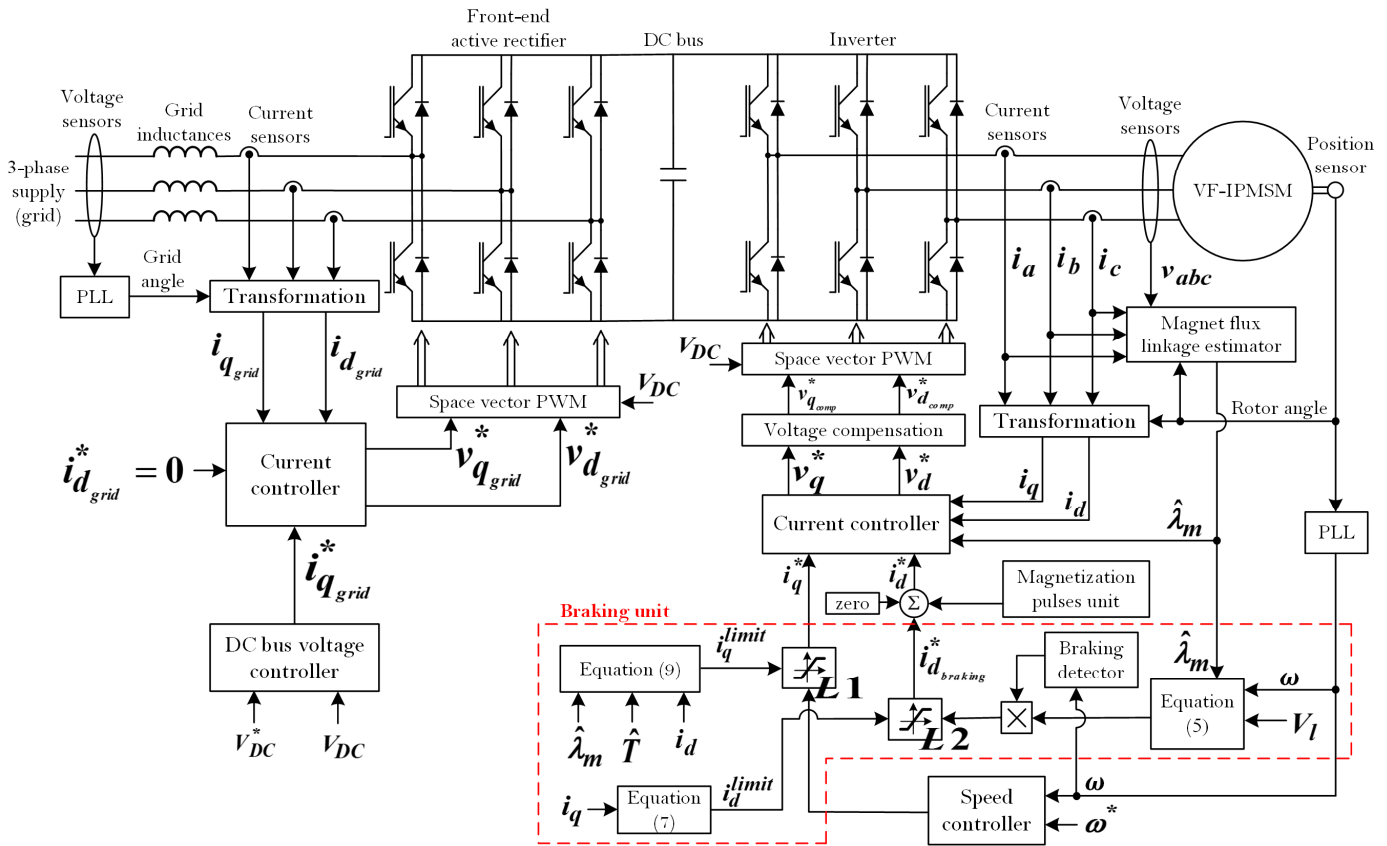 Front-end
active rectifier
DC bus
Inverter
Voltage
sensors
Grid
inductances
Current
sensors
Current
sensors
Voltage
sensors
Position
sensor
3-phase
supply
(grid)
VF-IPMSM
PLL
Grid
angle
Transformation
i_a
i_b
i_c
v_abc
Magnet flux
linkage estimator
i_q_grid
i_d_grid
V_DC
Space vector PWM
Space vector PWM
V_DC
v*_q_comp
v*_d_comp
Rotor angle
Transformation
Voltage compensation
i*_d_grid = 0
Current
controller
v*_q_grid
v*_d_grid
v*_q
v*_d
i_q
i_d
Current controller
λ̂_m
PLL
i*_q_grid
i*_q
i*_d
zero
Σ
Magnetization
pulses unit
Braking unit
DC bus voltage
controller
V*_DC
V_DC
Equation (9)
i_q^limit
L1
i*_d_braking
Braking
detector
λ̂_m
ω
Equation
(5)
V_l
L2
λ̂_m
T̂
i_d
i_q
Equation
(7)
i_d^limit
Speed
controller
ω
ω*